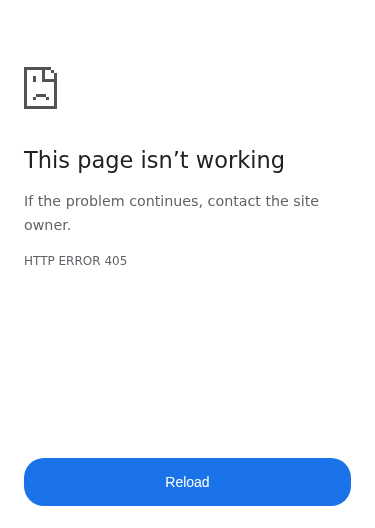 This page isn’t working
If the problem continues, contact the site
owner.
HTTP ERROR 405
Reload